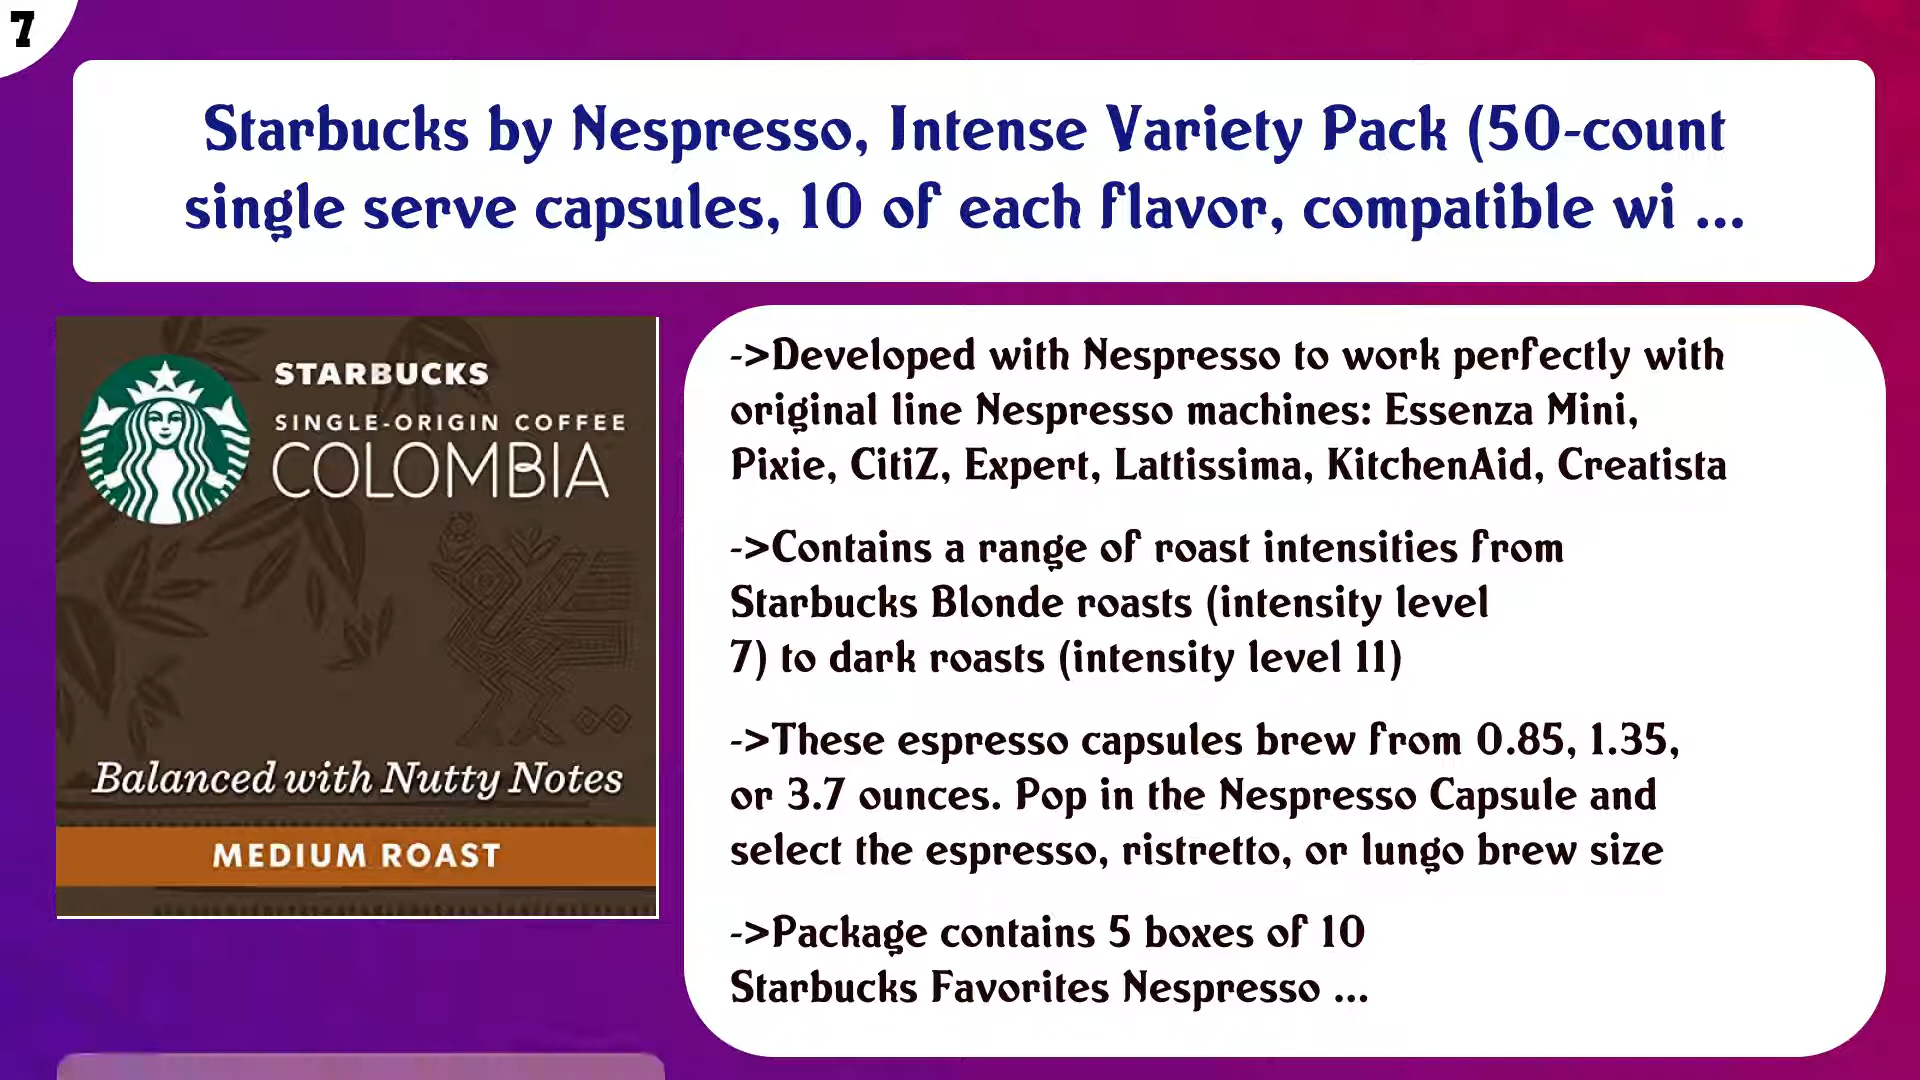 7
Starbucks by Nespresso, Intense Variety Pack (50-count
single serve capsules, 10 of each flavor, compatible wi ...
STARBUCKS
SINGLE-ORIGIN COFFEE
COLOMBIA
Balanced with Nutty Notes
MEDIUM ROAST
->Developed with Nespresso to work perfectly with
original line Nespresso machines: Essenza Mini,
Pixie, CitiZ, Expert, Lattissima, KitchenAid, Creatista
->Contains a range of roast intensities from
Starbucks Blonde roasts (intensity level
7) to dark roasts (intensity level 11)
->These espresso capsules brew from 0.85, 1.35,
or 3.7 ounces. Pop in the Nespresso Capsule and
select the espresso, ristretto, or lungo brew size
->Package contains 5 boxes of 10
Starbucks Favorites Nespresso ...